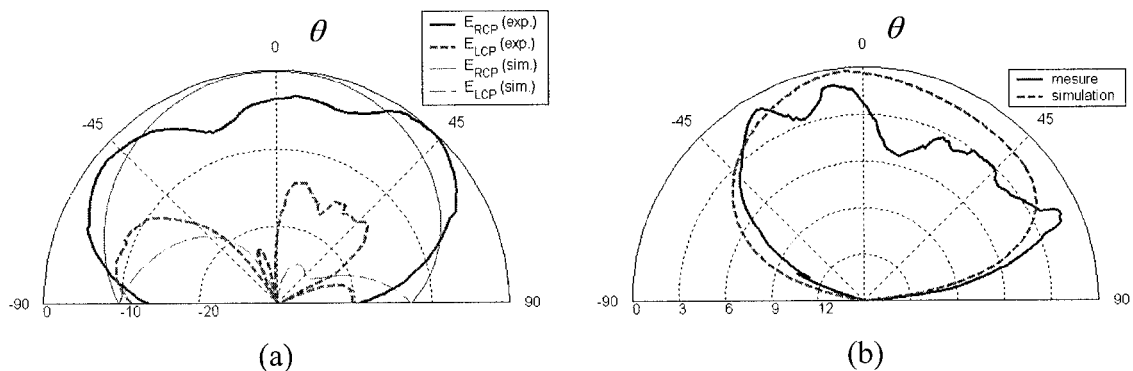 E_RCP (exp.)
E_LCP (exp.)
E_RCP (sim.)
E_LCP (sim.)
θ
0
-45
45
-90
90
0
-10
-20
(a)
θ
0
mesure
simulation
-45
45
-90
90
0
3
6
9
12
(b)